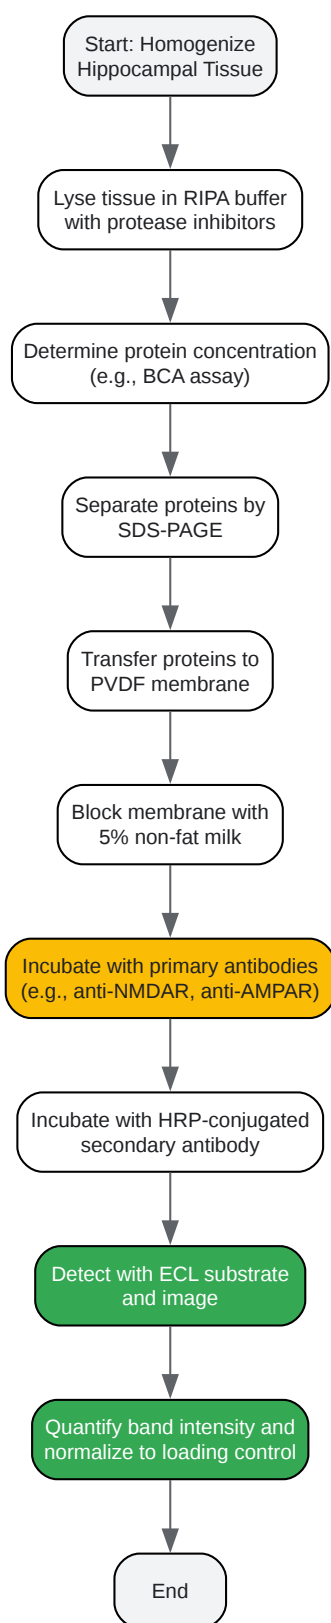 Start: Homogenize
Hippocampal Tissue
Lyse tissue in RIPA buffer
with protease inhibitors
Determine protein concentration
(e.g., BCA assay)
Separate proteins by
SDS-PAGE
Transfer proteins to
PVDF membrane
Block membrane with
5% non-fat milk
Incubate with primary antibodies
(e.g., anti-NMDAR, anti-AMPAR)
Incubate with HRP-conjugated
secondary antibody
Detect with ECL substrate
and image
Quantify band intensity and
normalize to loading control
End